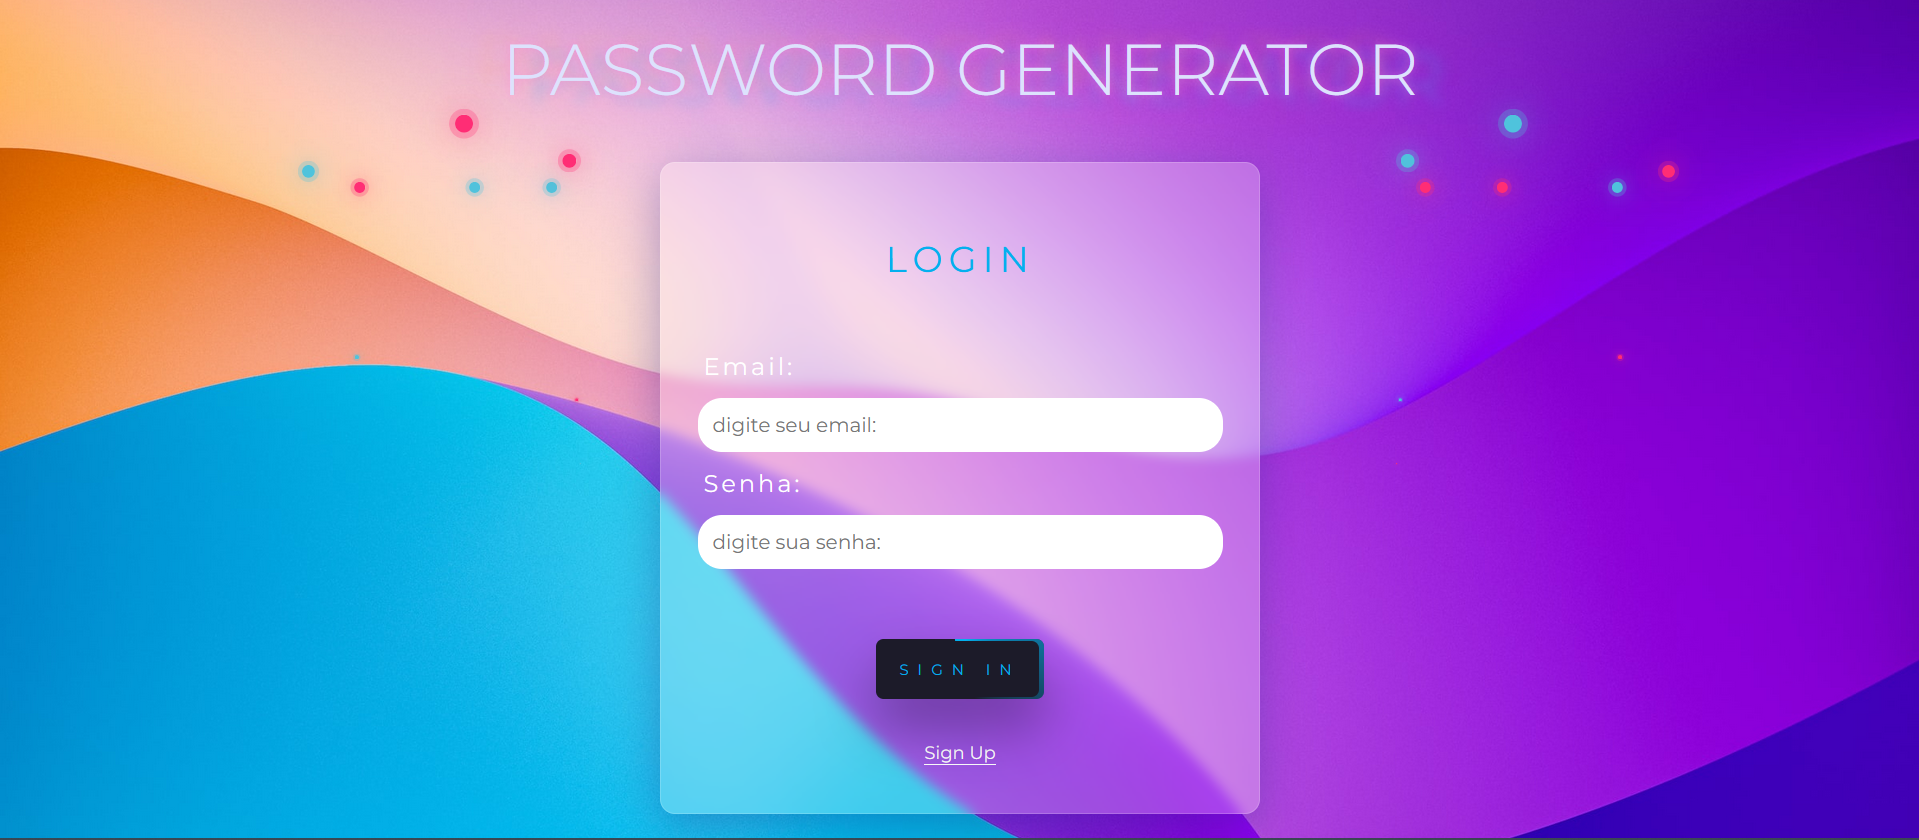 PASSWORD GENERATOR
LOGIN
Email:
digite seu email:
Senha:
digite sua senha:
SIGN IN
Sign Up